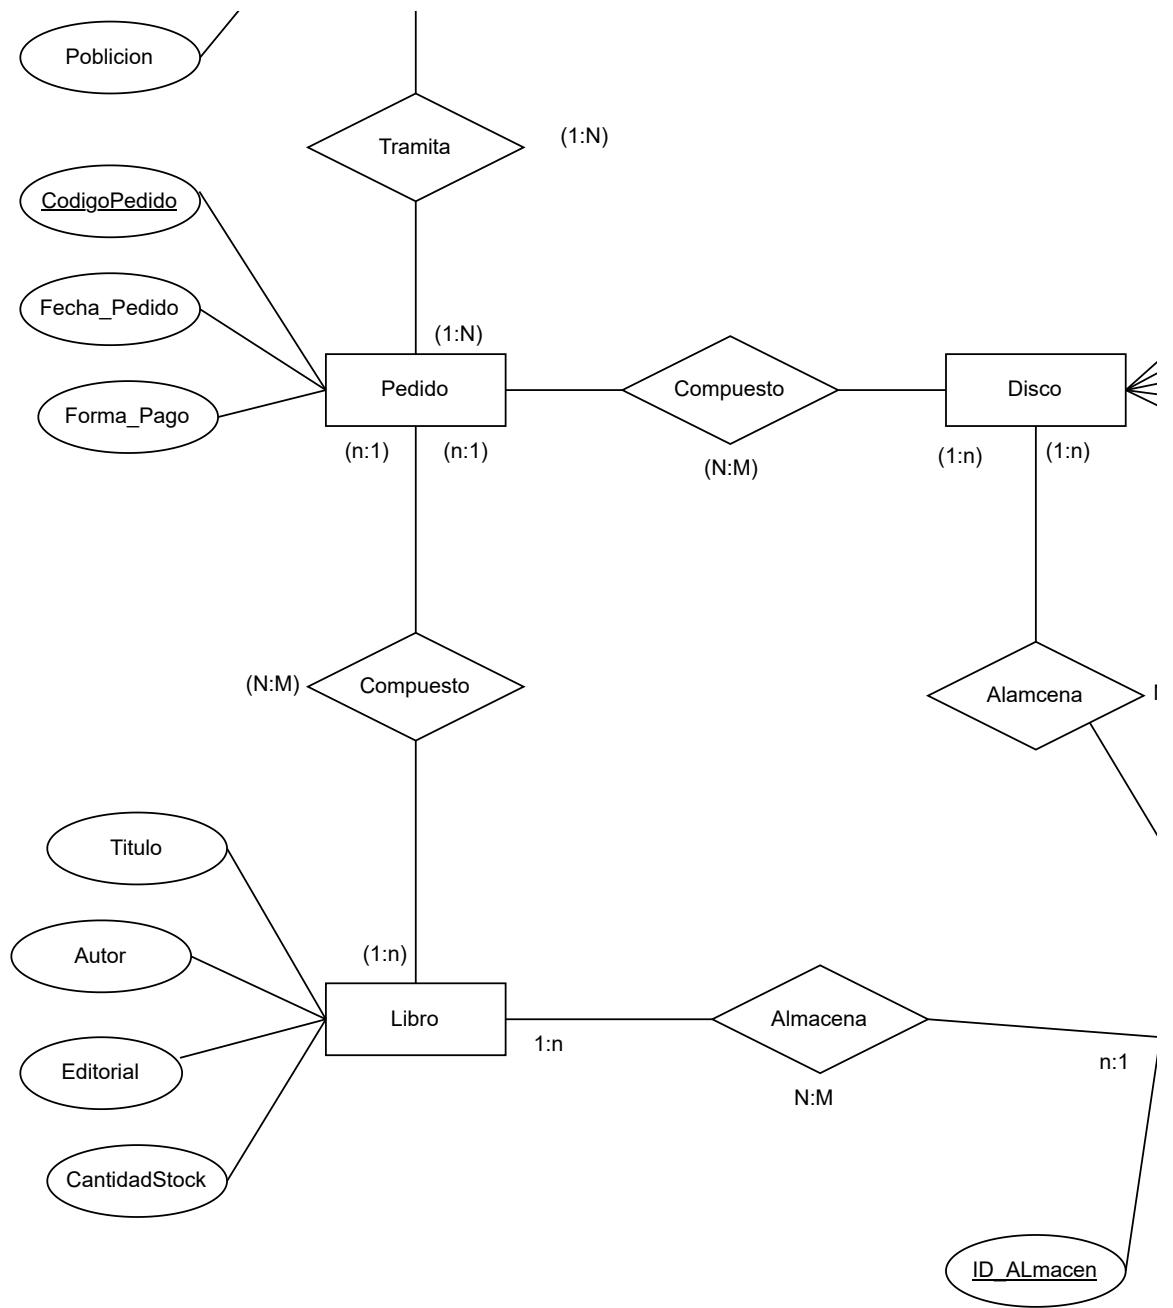 Poblicion
Tramita
(1:N)
CodigoPedido
Fecha_Pedido
(1:N)
Pedido
Compuesto
Disco
Forma_Pago
(n:1)
(n:1)
(N:M)
(1:n)
(1:n)
(N:M)
Compuesto
Alamcena
Titulo
Autor
(1:n)
Libro
Almacena
1:n
n:1
Editorial
N:M
CantidadStock
ID_ALmacen